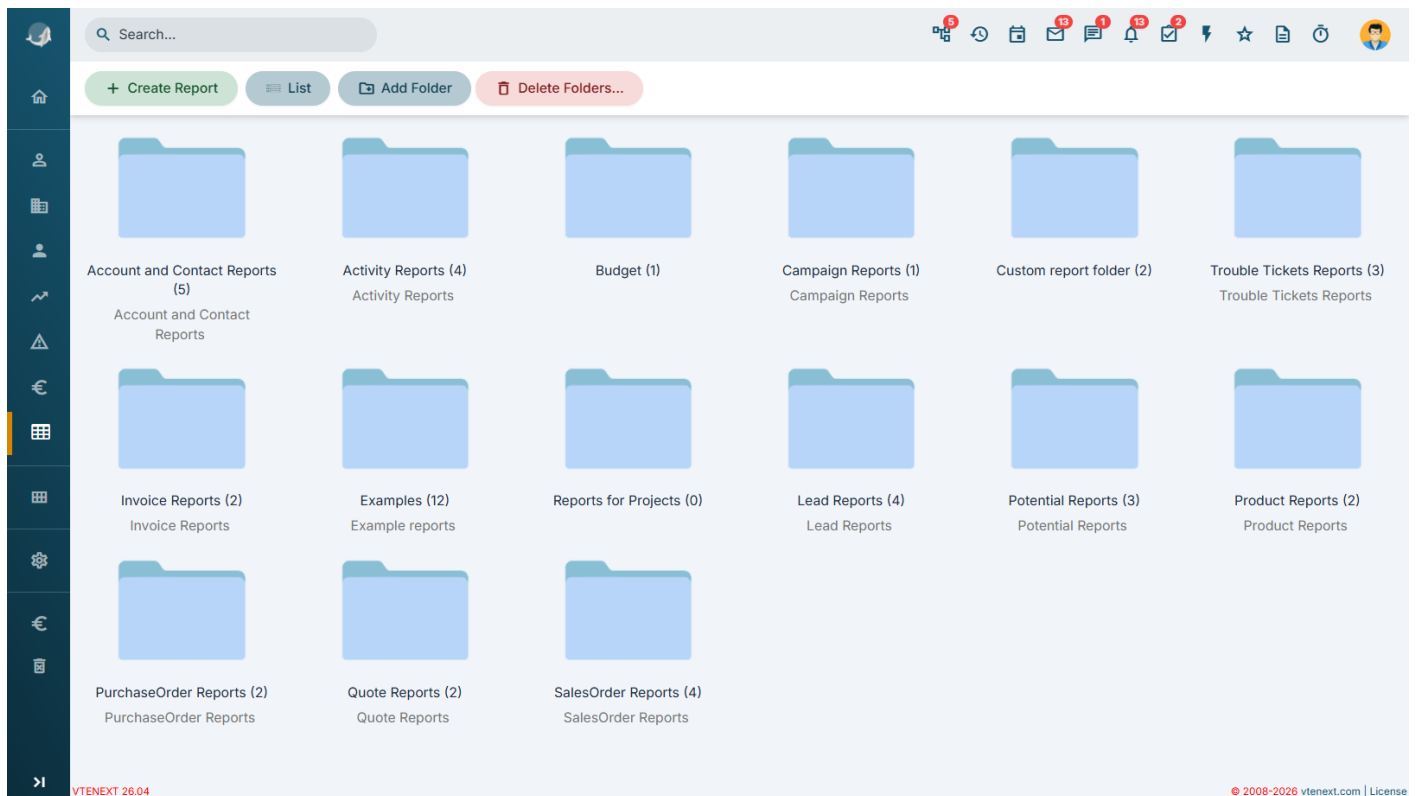 Search...
5
13
1
13
2
Create Report
List
Add Folder
Delete Folders...
Account and Contact Reports
(5)
Account and Contact
Reports
Activity Reports (4)
Activity Reports
Budget (1)
Campaign Reports (1)
Campaign Reports
Custom report folder (2)
Trouble Tickets Reports (3)
Trouble Tickets Reports
Invoice Reports (2)
Invoice Reports
Examples (12)
Example reports
Reports for Projects (0)
Lead Reports (4)
Lead Reports
Potential Reports (3)
Potential Reports
Product Reports (2)
Product Reports
PurchaseOrder Reports (2)
PurchaseOrder Reports
Quote Reports (2)
Quote Reports
SalesOrder Reports (4)
SalesOrder Reports
VTENEXT 26.04
© 2008-2026 vtenext.com | License